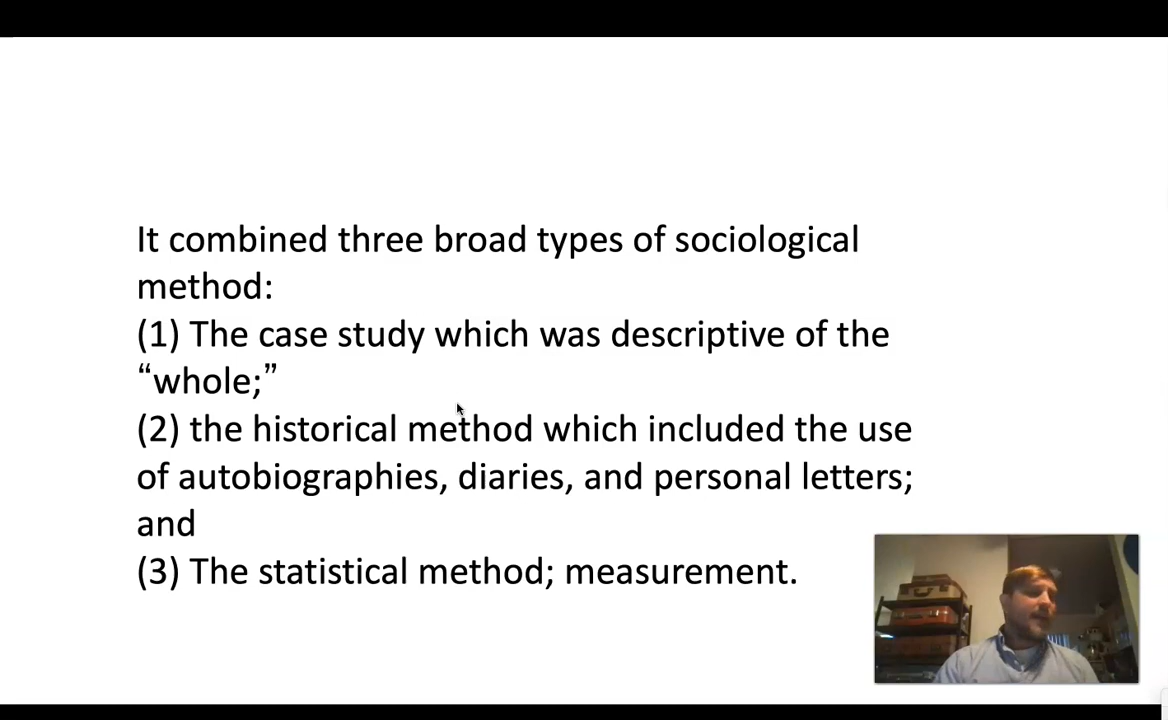 It combined three broad types of sociological
method:
(1) The case study which was descriptive of the
“whole;”
(2) the historical method which included the use
of autobiographies, diaries, and personal letters;
and
(3) The statistical method; measurement.